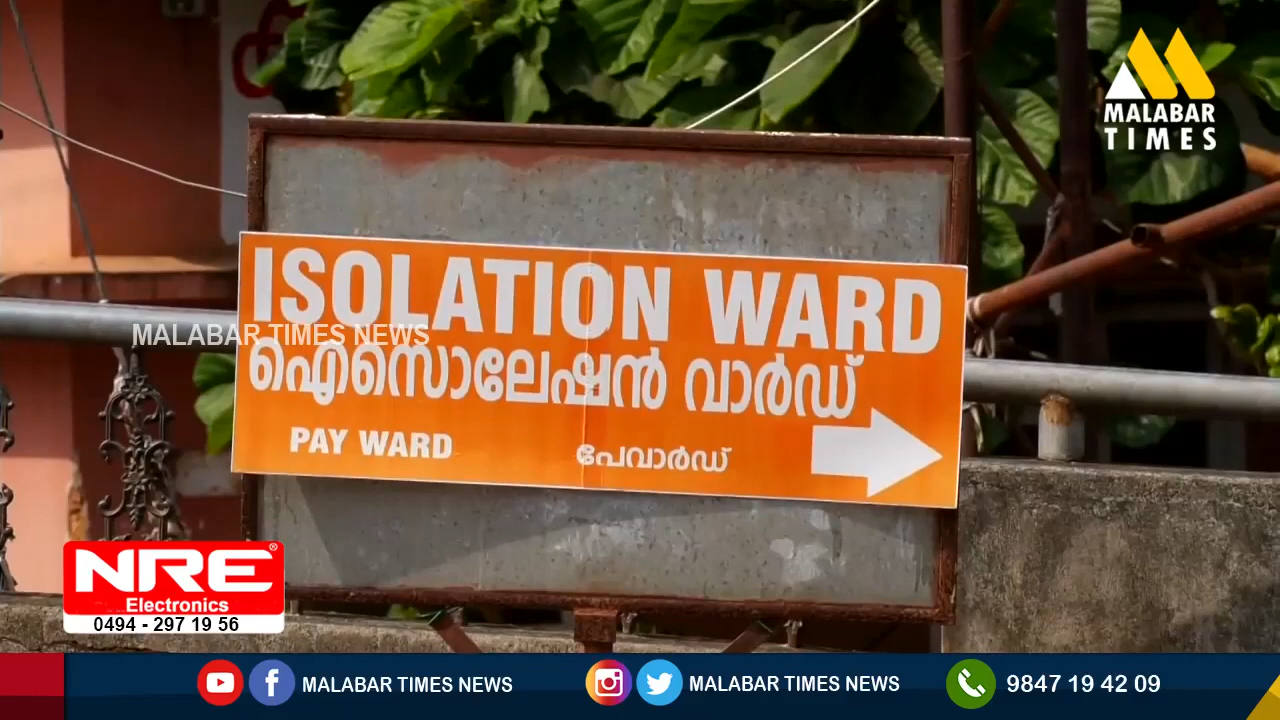 MALABAR
TIMES
ISOLATION WARD
MALABAR TIMES NEWS
ഐസൊലേഷൻ വാർഡ്
PAY WARD പേവാർഡ്
NRE®
Electronics
0494 - 297 19 56
MALABAR TIMES NEWS MALABAR TIMES NEWS 9847 19 42 09